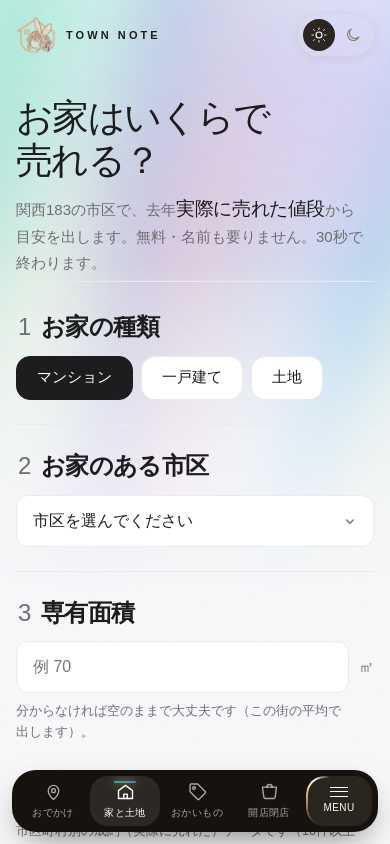 TOWN NOTE
お家はいくらで
売れる？
関西183の市区で、去年実際に売れた値段から
目安を出します。無料・名前も要りません。30秒で
終わります。
1 お家の種類
マンション 一戸建て 土地
2 お家のある市区
市区を選んでください
3 専有面積
例 70 ㎡
分からなければ空のままで大丈夫です（この街の平均で
出します）。
おでかけ 家と土地 おかいもの 開店閉店 MENU